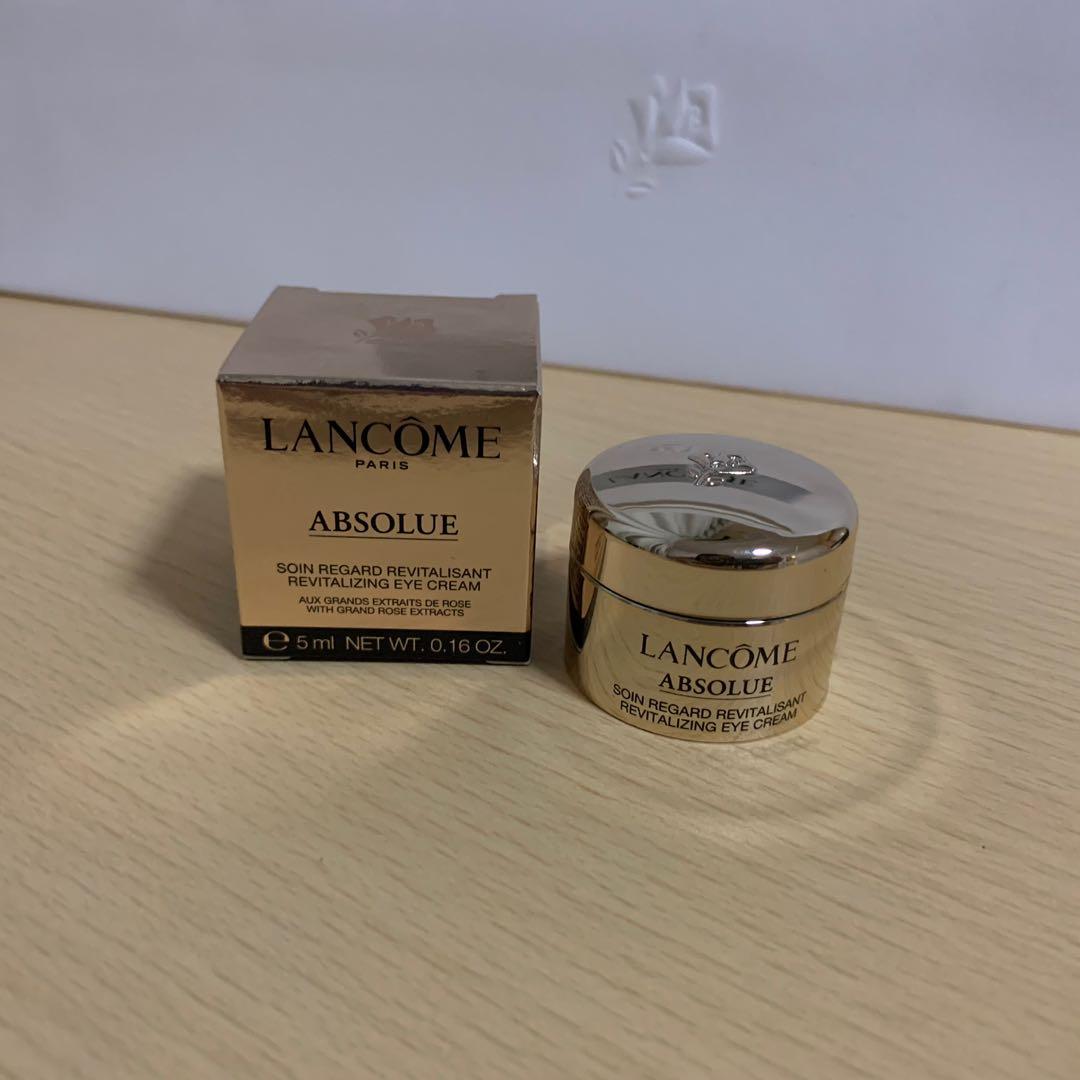 LANCÔME
PARIS
ABSOLUE
SOIN REGARD REVITALISANT
REVITALIZING EYE CREAM
AUX GRANDS EXTRAITS DE ROSE
WITH GRAND ROSE EXTRACTS
℮ 5 ml NET WT. 0.16 OZ.
LANCÔME
ABSOLUE
SOIN REGARD REVITALISANT
REVITALIZING EYE CREAM